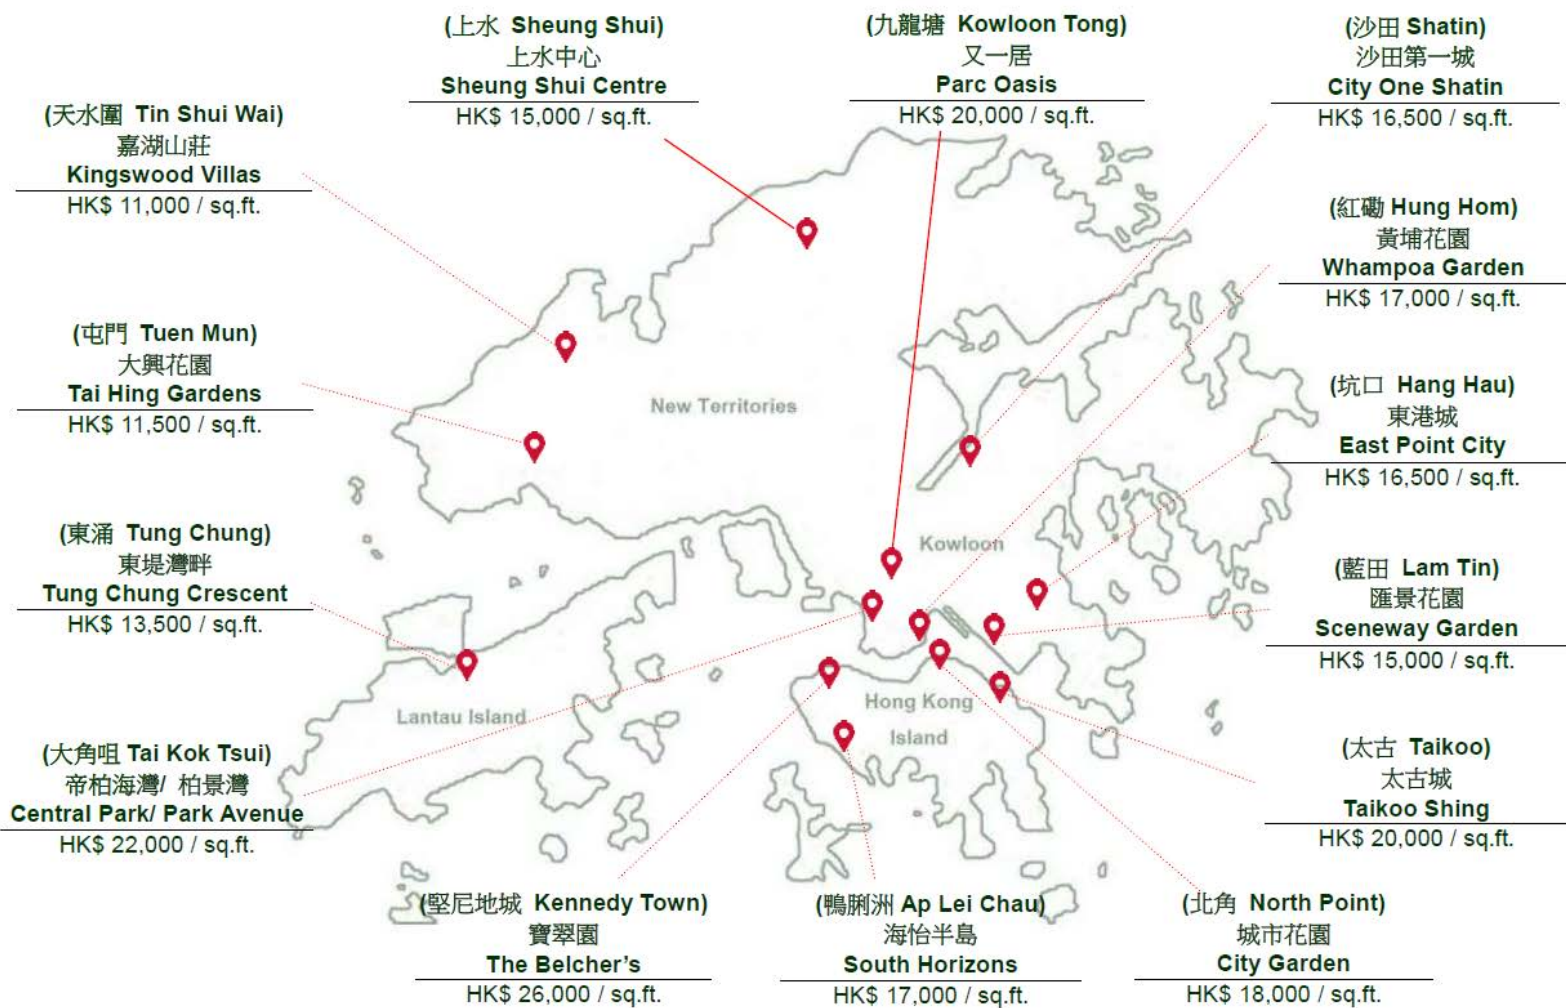 (上水 Sheung Shui)
上水中心
Sheung Shui Centre
HK$ 15,000 / sq.ft.
(九龍塘 Kowloon Tong)
又一居
Parc Oasis
HK$ 20,000 / sq.ft.
(沙田 Shatin)
沙田第一城
City One Shatin
HK$ 16,500 / sq.ft.
(天水圍 Tin Shui Wai)
嘉湖山莊
Kingswood Villas
HK$ 11,000 / sq.ft.
(紅磡 Hung Hom)
黃埔花園
Whampoa Garden
HK$ 17,000 / sq.ft.
(屯門 Tuen Mun)
大興花園
Tai Hing Gardens
HK$ 11,500 / sq.ft.
New Territories
(坑口 Hang Hau)
東港城
East Point City
HK$ 16,500 / sq.ft.
(東涌 Tung Chung)
東堤灣畔
Tung Chung Crescent
HK$ 13,500 / sq.ft.
Kowloon
(藍田 Lam Tin)
匯景花園
Sceneway Garden
HK$ 15,000 / sq.ft.
Lantau Island
Hong Kong
Island
(大角咀 Tai Kok Tsui)
帝柏海灣/ 柏景灣
Central Park/ Park Avenue
HK$ 22,000 / sq.ft.
(太古 Taikoo)
太古城
Taikoo Shing
HK$ 20,000 / sq.ft.
(堅尼地城 Kennedy Town)
寶翠園
The Belcher’s
HK$ 26,000 / sq.ft.
(鴨脷洲 Ap Lei Chau)
海怡半島
South Horizons
HK$ 17,000 / sq.ft.
(北角 North Point)
城市花園
City Garden
HK$ 18,000 / sq.ft.